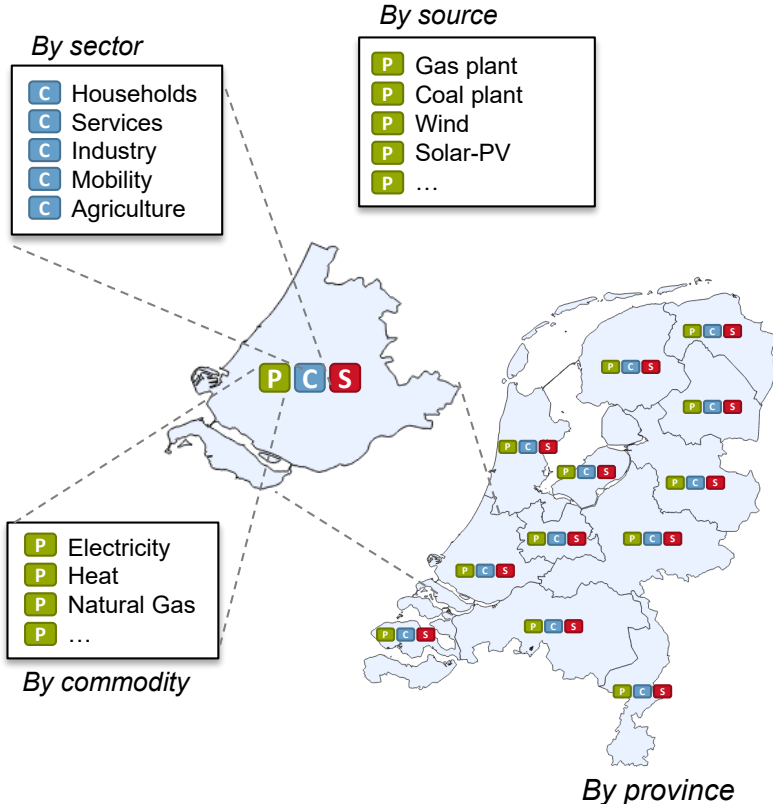 By source
By sector
P Gas plant
P Coal plant
P Wind
P Solar-PV
P …
C Households
C Services
C Industry
C Mobility
C Agriculture
P C S
P C S
P C S
P C S
P C S
P C S
P C S
P C S
P C S
P C S
P C S
P C S
P C S
P Electricity
P Heat
P Natural Gas
P …
By commodity
By province